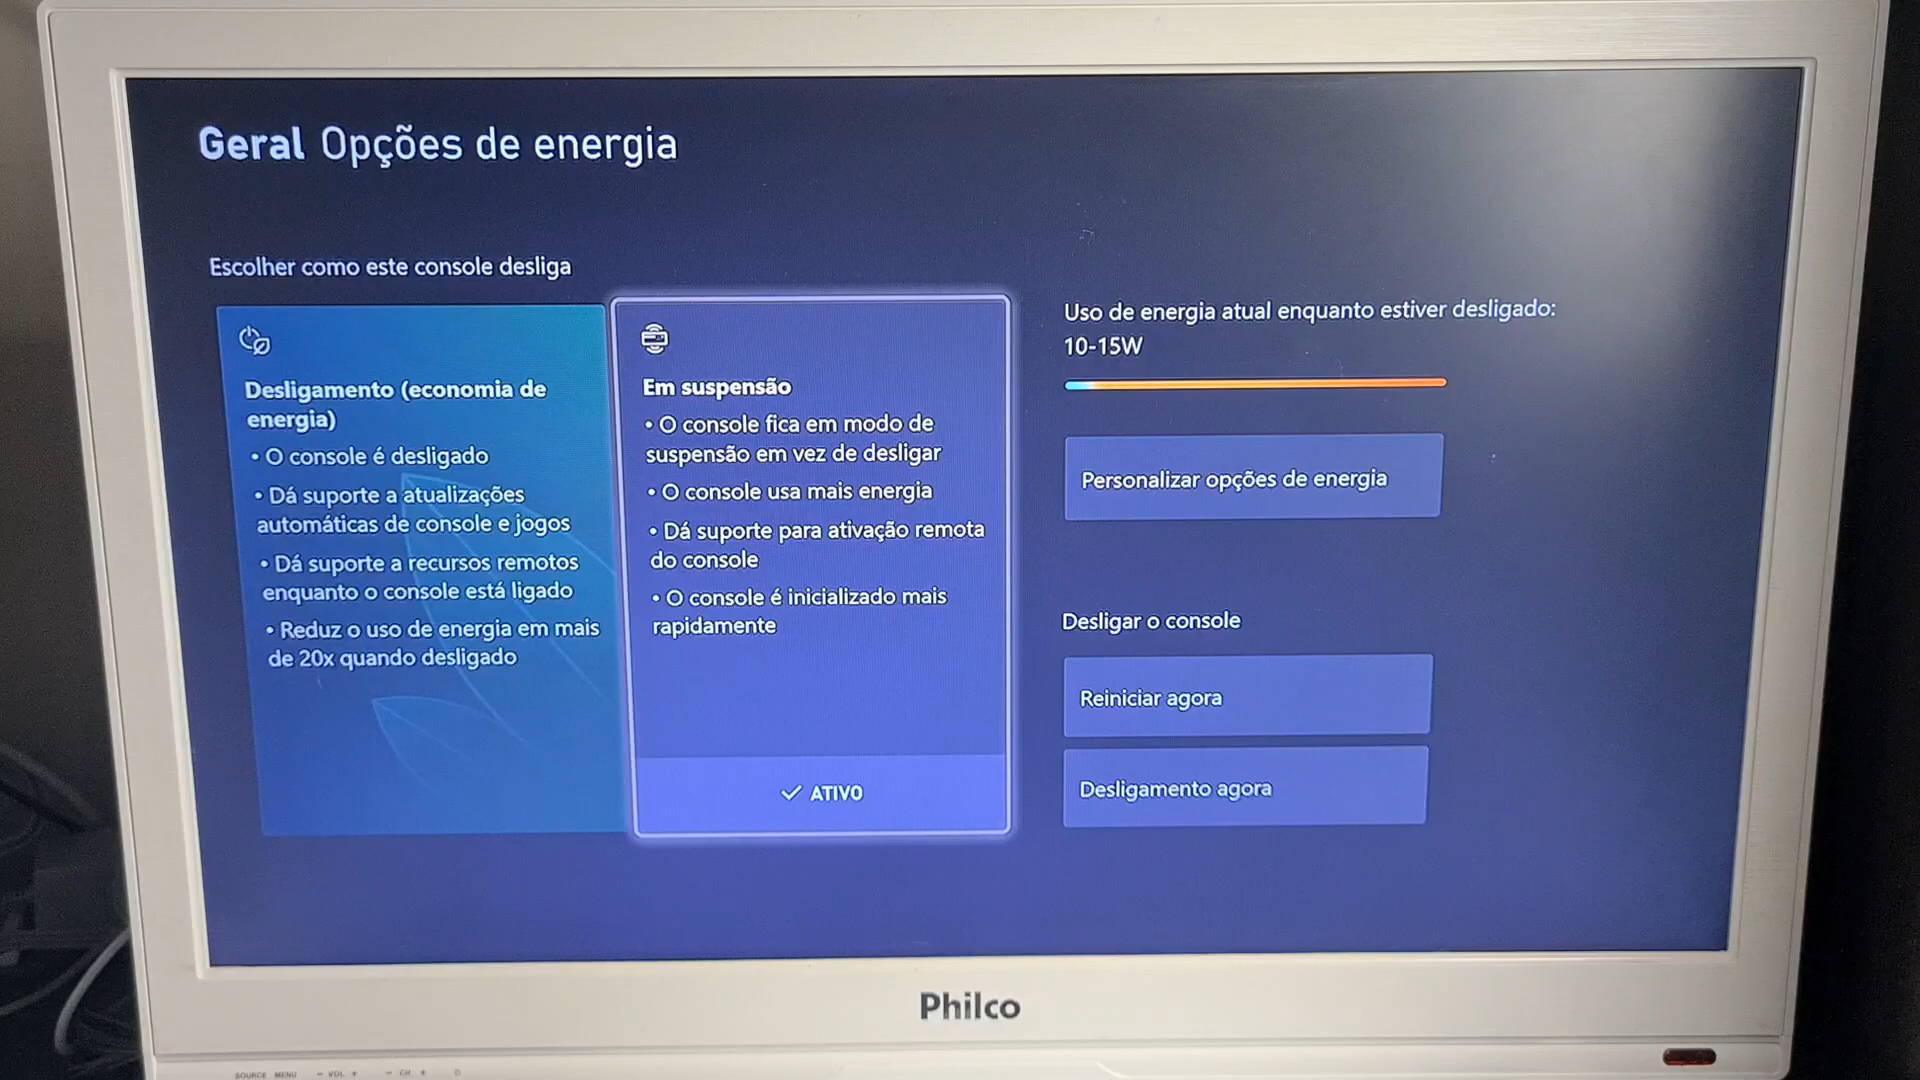 Geral Opções de energia
Escolher como este console desliga
Desligamento (economia de
energia)
• O console é desligado
• Dá suporte a atualizações
automáticas de console e jogos
• Dá suporte a recursos remotos
enquanto o console está ligado
• Reduz o uso de energia em mais
de 20x quando desligado
Em suspensão
• O console fica em modo de
suspensão em vez de desligar
• O console usa mais energia
• Dá suporte para ativação remota
do console
• O console é inicializado mais
rapidamente
✓ ATIVO
Uso de energia atual enquanto estiver desligado:
10-15W
Personalizar opções de energia
Desligar o console
Reiniciar agora
Desligamento agora
Philco
SOURCE MENU − VOL + − CH +